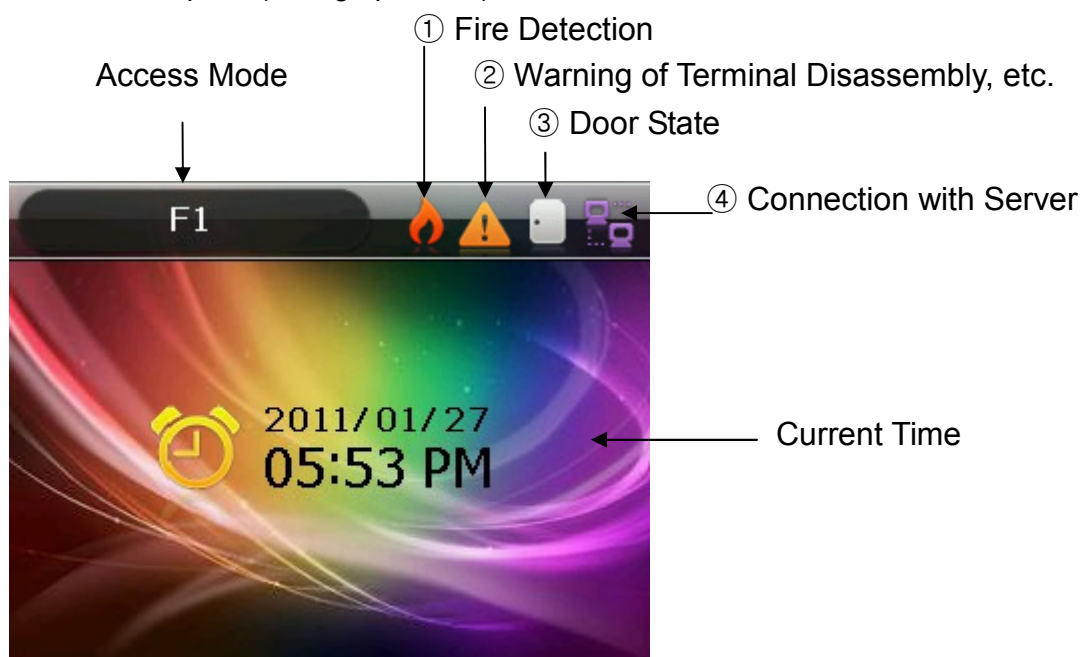 ① Fire Detection
Access Mode
② Warning of Terminal Disassembly, etc.
③ Door State
④ Connection with Server
F1
2011/01/27
05:53 PM
Current Time